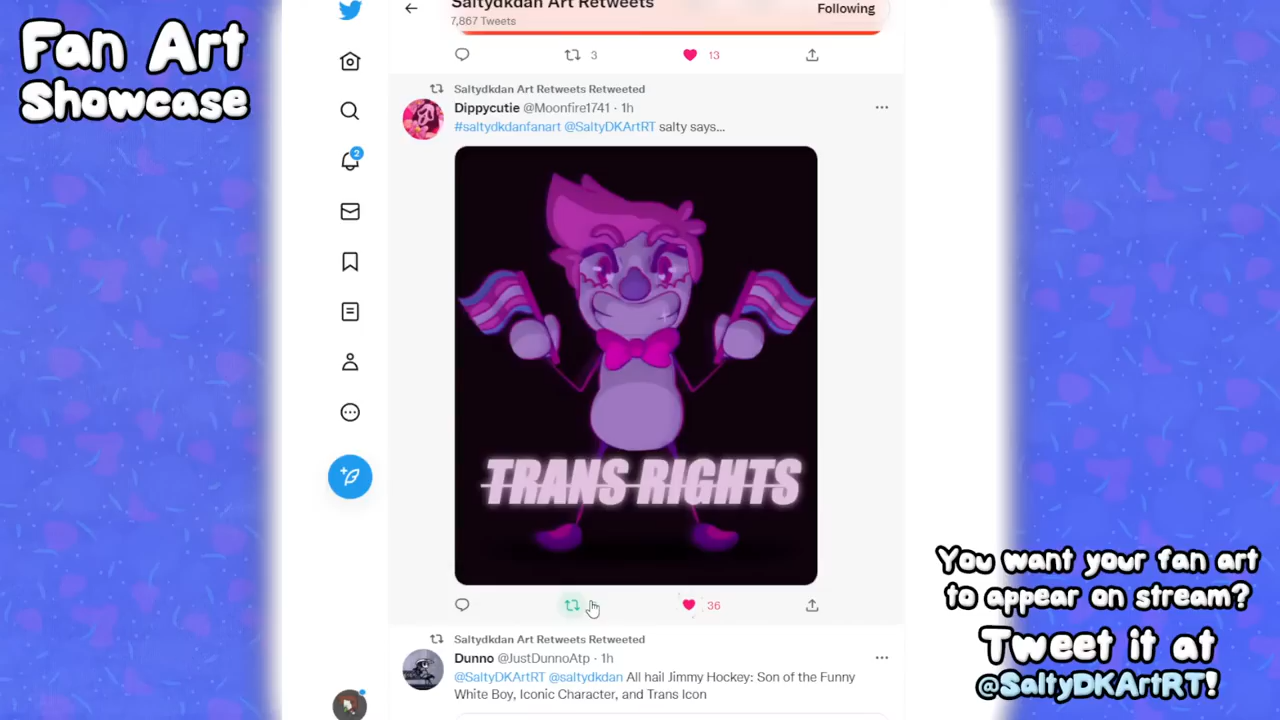 Fan Art
Showcase
Saltydkdan Art Retweets
7,867 Tweets
Following
3
13
Saltydkdan Art Retweets Retweeted
Dippycutie @Moonfire1741 · 1h
#saltydkdanfanart @SaltyDKArtRT salty says...
TRANS RIGHTS
36
Saltydkdan Art Retweets Retweeted
Dunno @JustDunnoAtp · 1h
@SaltyDKArtRT @saltydkdan All hail Jimmy Hockey: Son of the Funny
White Boy, Iconic Character, and Trans Icon
2
You want your fan art
to appear on stream?
Tweet it at
@SaltyDKArtRT!